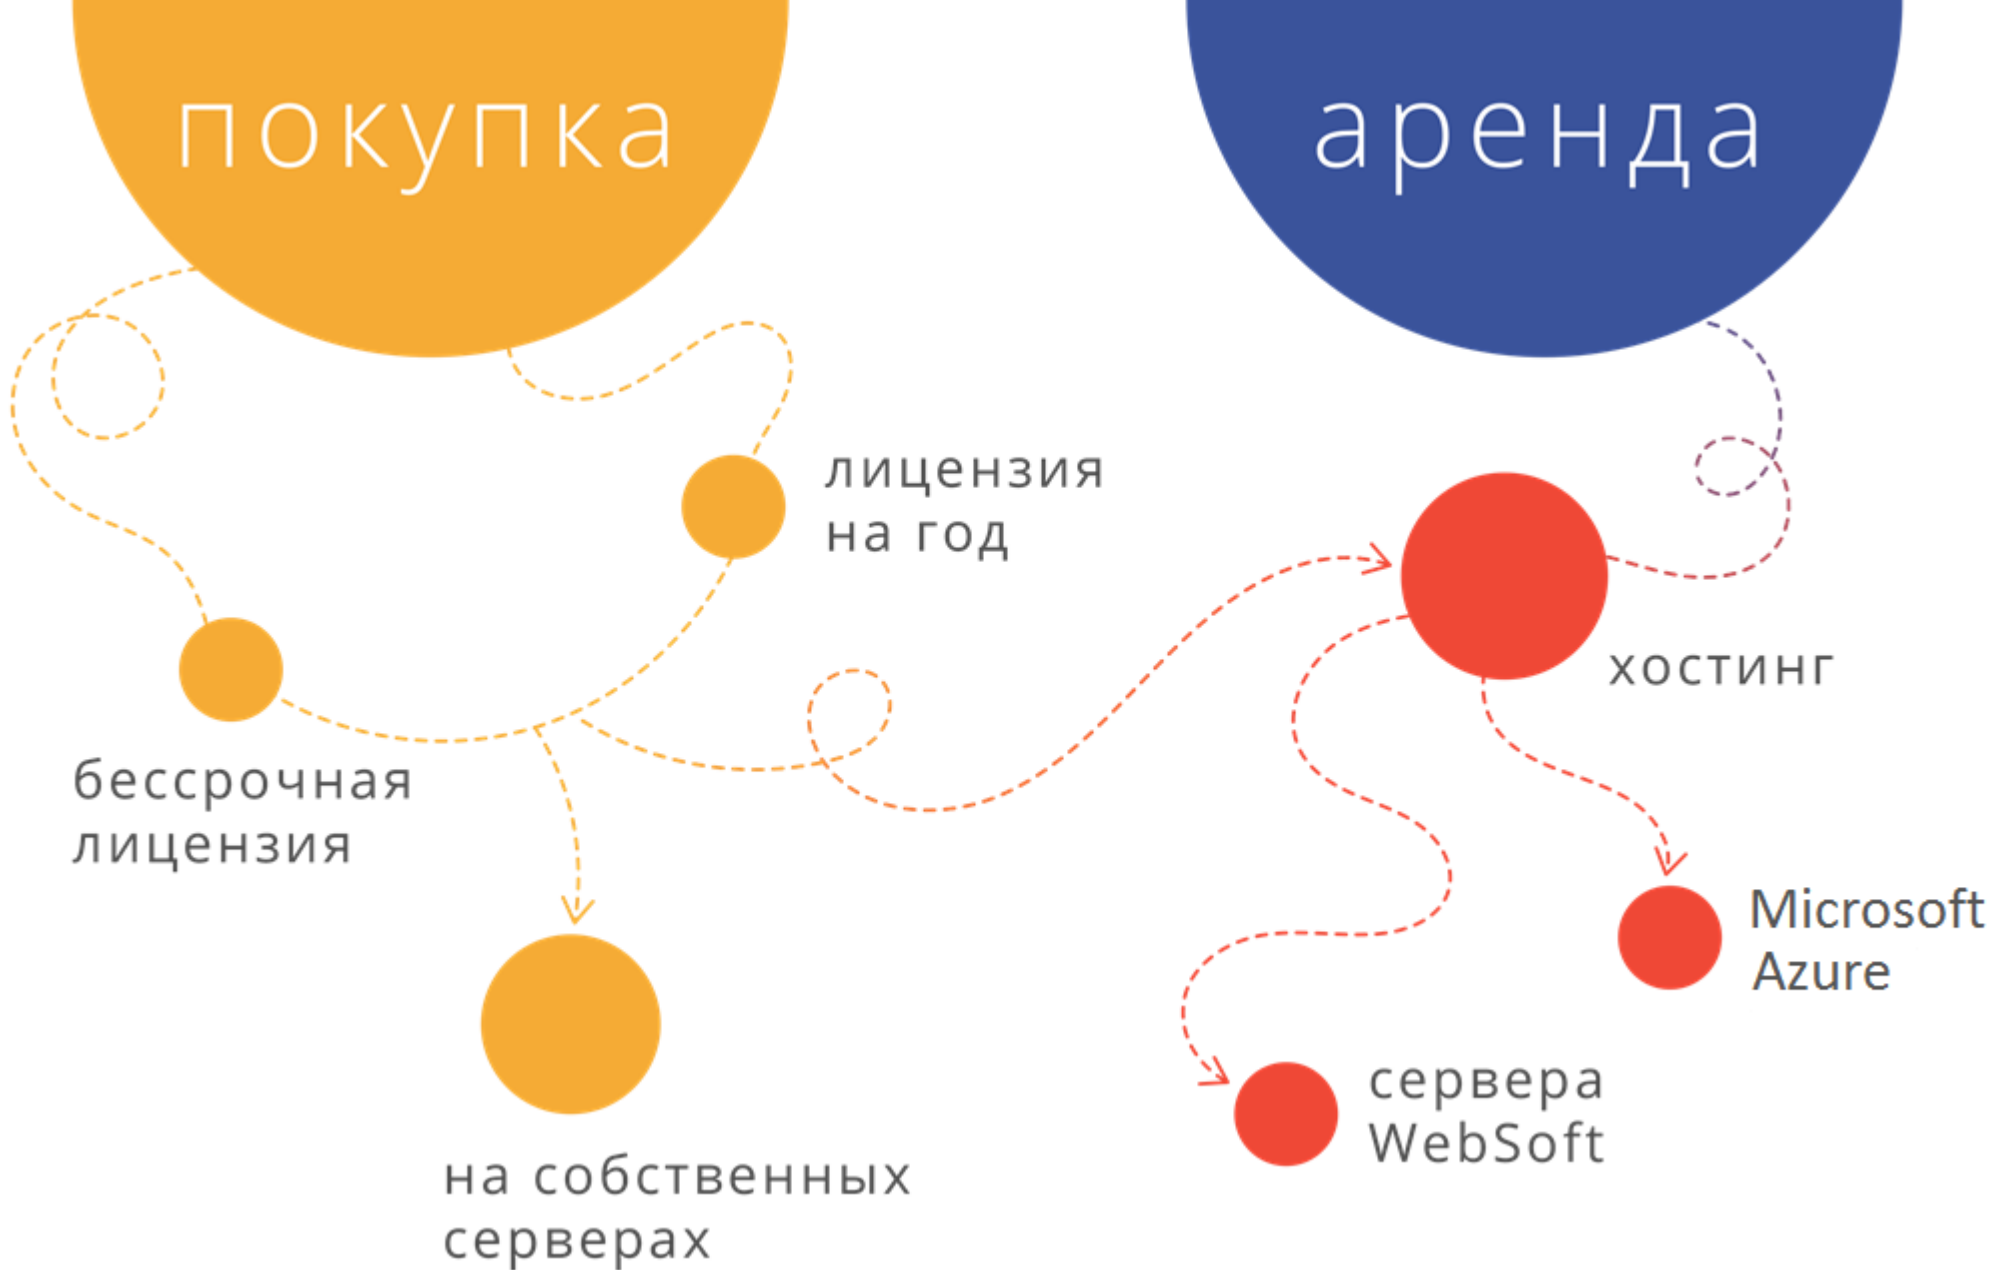 покупка
аренда
лицензия
на год
хостинг
бессрочная
лицензия
Microsoft
Azure
сервера
WebSoft
на собственных
серверах